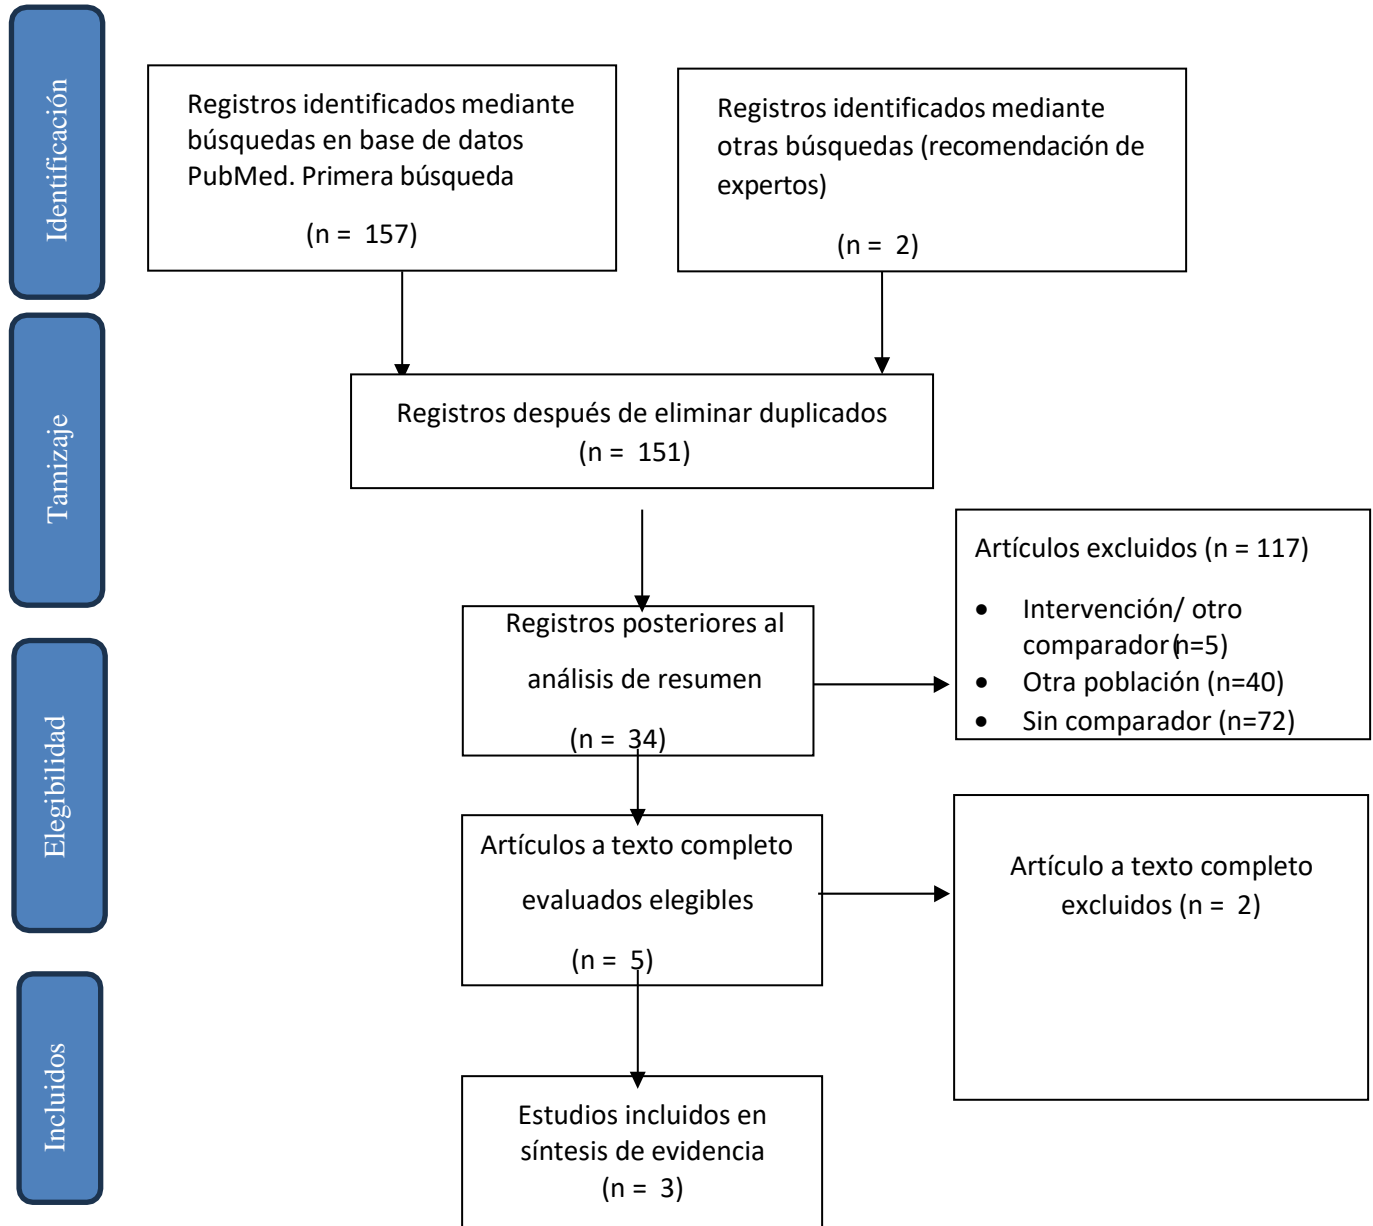 Identificación
Registros identificados mediante
búsquedas en base de datos
PubMed. Primera búsqueda
(n = 157)
Registros identificados mediante
otras búsquedas (recomendación de
expertos)
(n = 2)
Tamizaje
Registros después de eliminar duplicados
(n = 151)
Artículos excluidos (n = 117)
• Intervención/ otro
comparador (n=5)
• Otra población (n=40)
• Sin comparador (n=72)
Registros posteriores al
análisis de resumen
(n = 34)
Elegibilidad
Artículos a texto completo
evaluados elegibles
(n = 5)
Artículo a texto completo
excluidos (n = 2)
Incluidos
Estudios incluidos en
síntesis de evidencia
(n = 3)